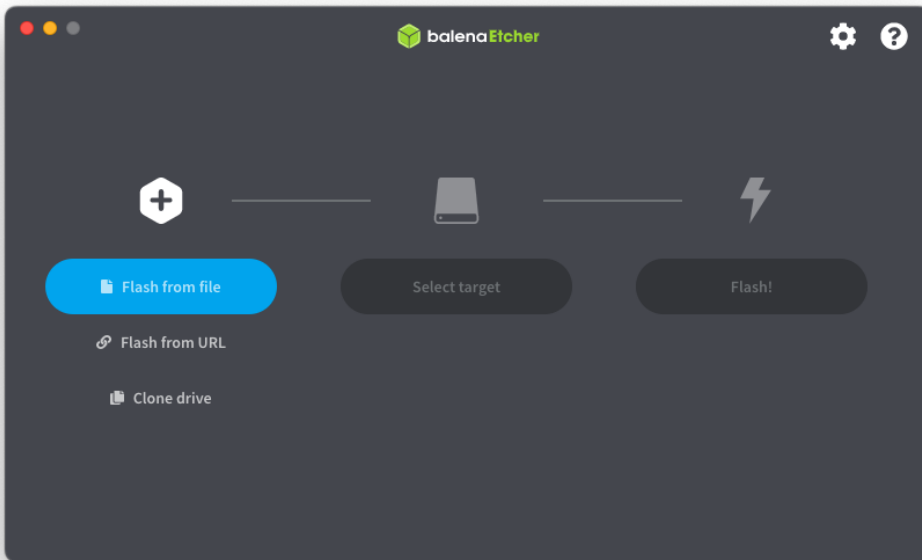 balenaEtcher
Flash from file
Select target
Flash!
Flash from URL
Clone drive